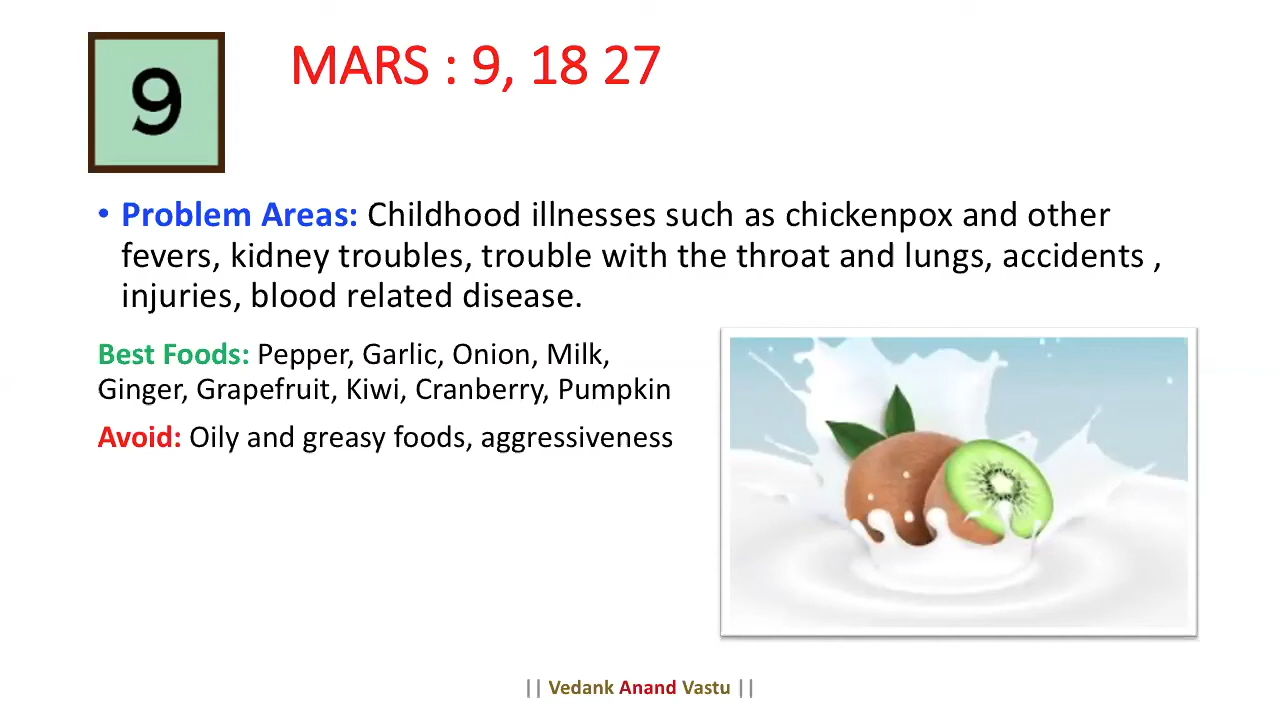 9
MARS : 9, 18 27
• Problem Areas: Childhood illnesses such as chickenpox and other
fevers, kidney troubles, trouble with the throat and lungs, accidents ,
injuries, blood related disease.
Best Foods: Pepper, Garlic, Onion, Milk,
Ginger, Grapefruit, Kiwi, Cranberry, Pumpkin
Avoid: Oily and greasy foods, aggressiveness
|| Vedank Anand Vastu ||